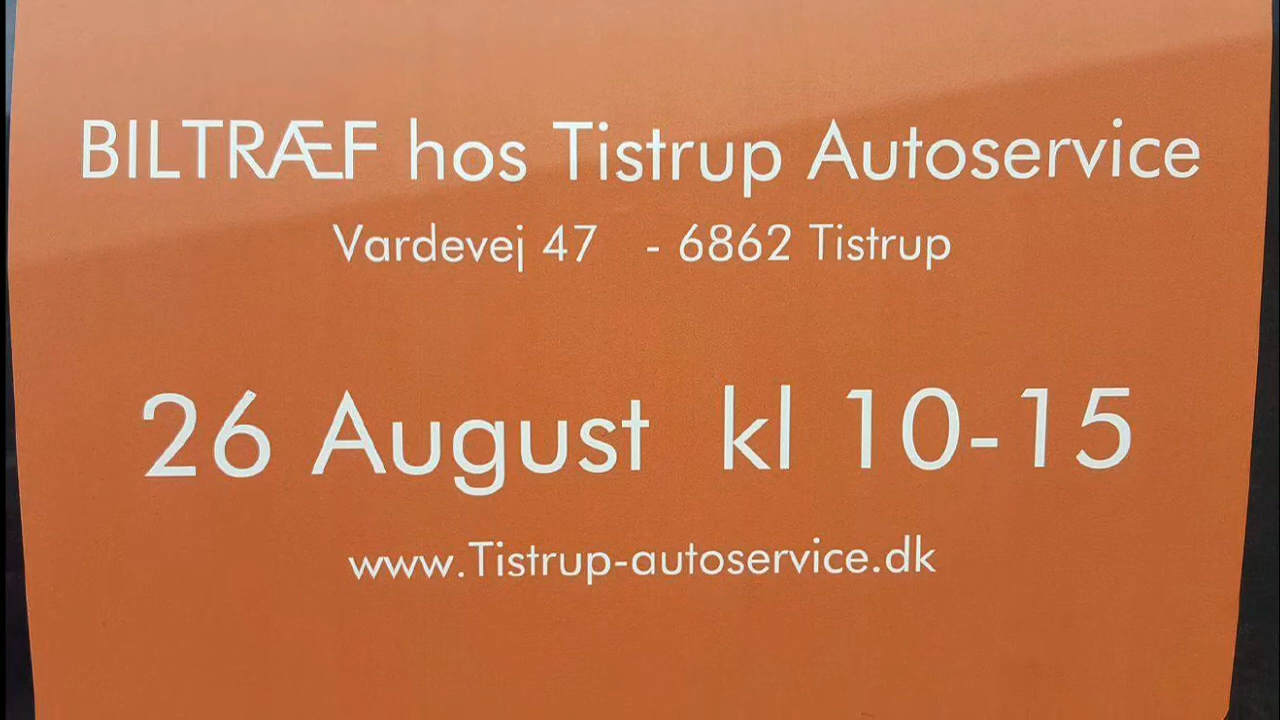 BILTRÆF hos Tistrup Autoservice
Vardevej 47 - 6862 Tistrup
26 August kl 10-15
www.Tistrup-autoservice.dk